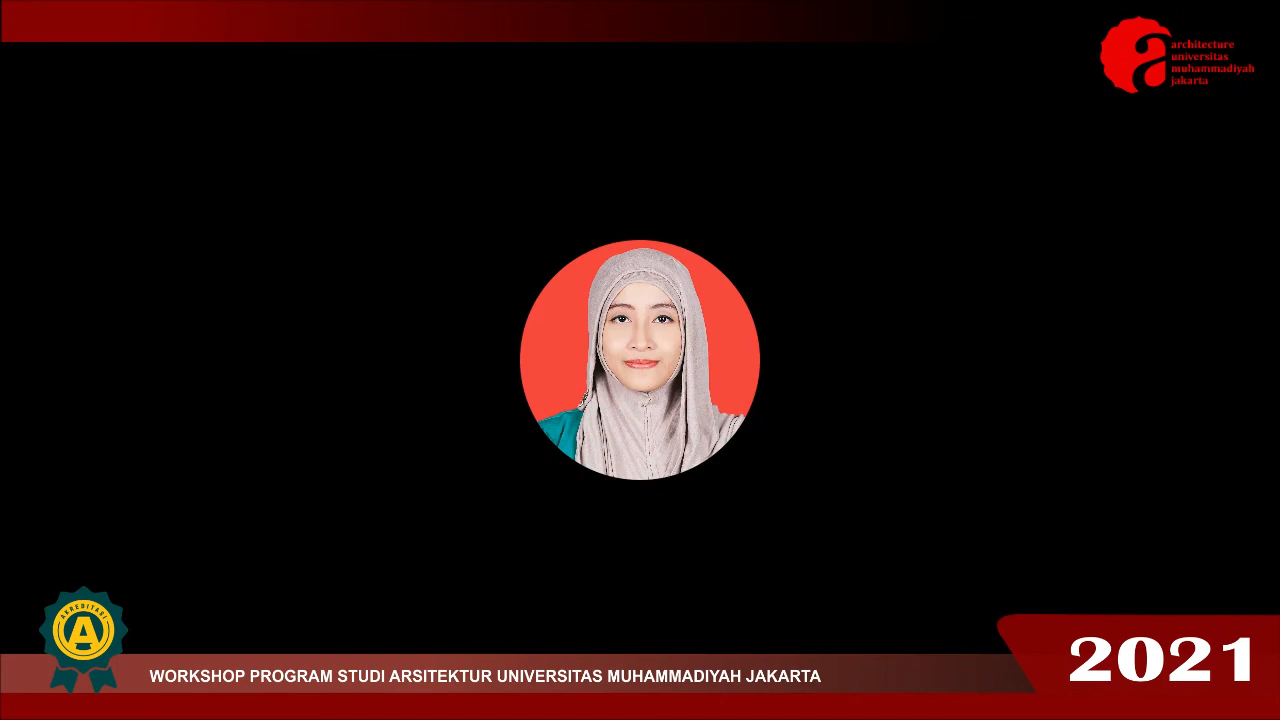 architecture
universitas
muhammadiyah
jakarta
AKREDITASI
A
WORKSHOP PROGRAM STUDI ARSITEKTUR UNIVERSITAS MUHAMMADIYAH JAKARTA
2021